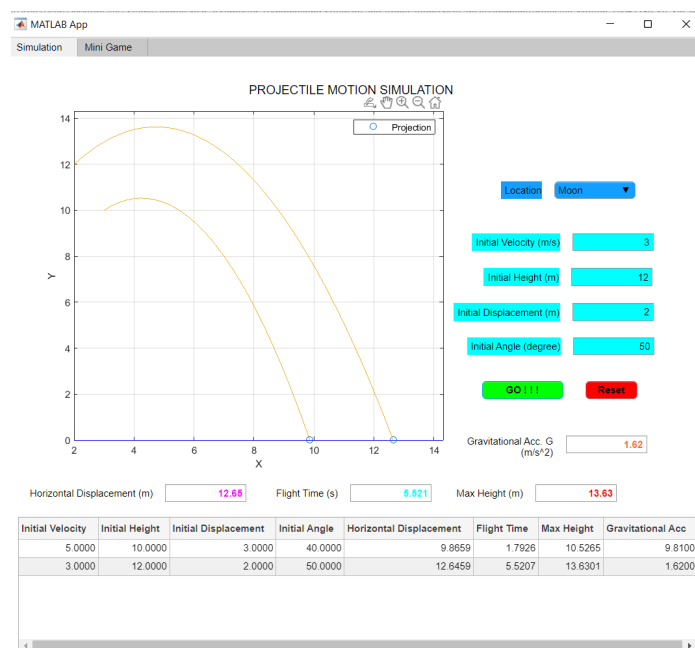 MATLAB App
Simulation Mini Game
PROJECTILE MOTION SIMULATION
Projection
14
12
10
8
6
4
2
0
Y
2 4 6 8 10 12 14
X
Location Moon
Initial Velocity (m/s) 3
Initial Height (m) 12
Initial Displacement (m) 2
Initial Angle (degree) 50
GO ! ! ! Reset
Gravitational Acc. G
(m/s^2) 1.62
Horizontal Displacement (m) 12.65 Flight Time (s) 5.521 Max Height (m) 13.63
Initial Velocity Initial Height Initial Displacement Initial Angle Horizontal Displacement Flight Time Max Height Gravitational Acc
5.0000 10.0000 3.0000 40.0000 9.8659 1.7926 10.5265 9.8100
3.0000 12.0000 2.0000 50.0000 12.6459 5.5207 13.6301 1.6200